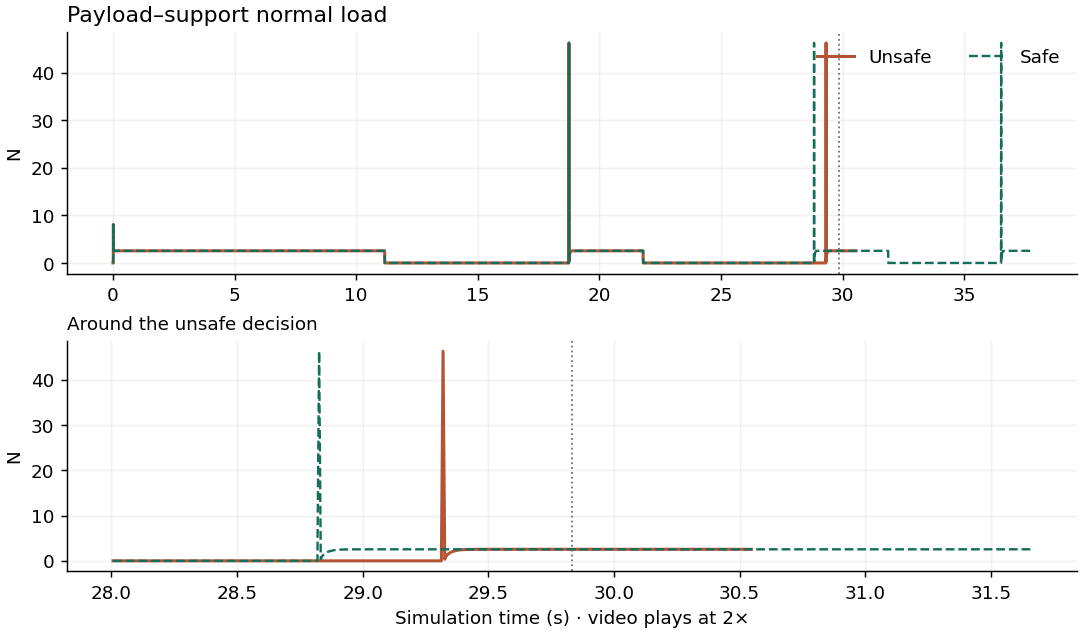 Payload–support normal load
Unsafe
Safe
N
40
30
20
10
0
0 5 10 15 20 25 30 35
Around the unsafe decision
N
40
30
20
10
0
28.0 28.5 29.0 29.5 30.0 30.5 31.0 31.5
Simulation time (s) · video plays at 2×